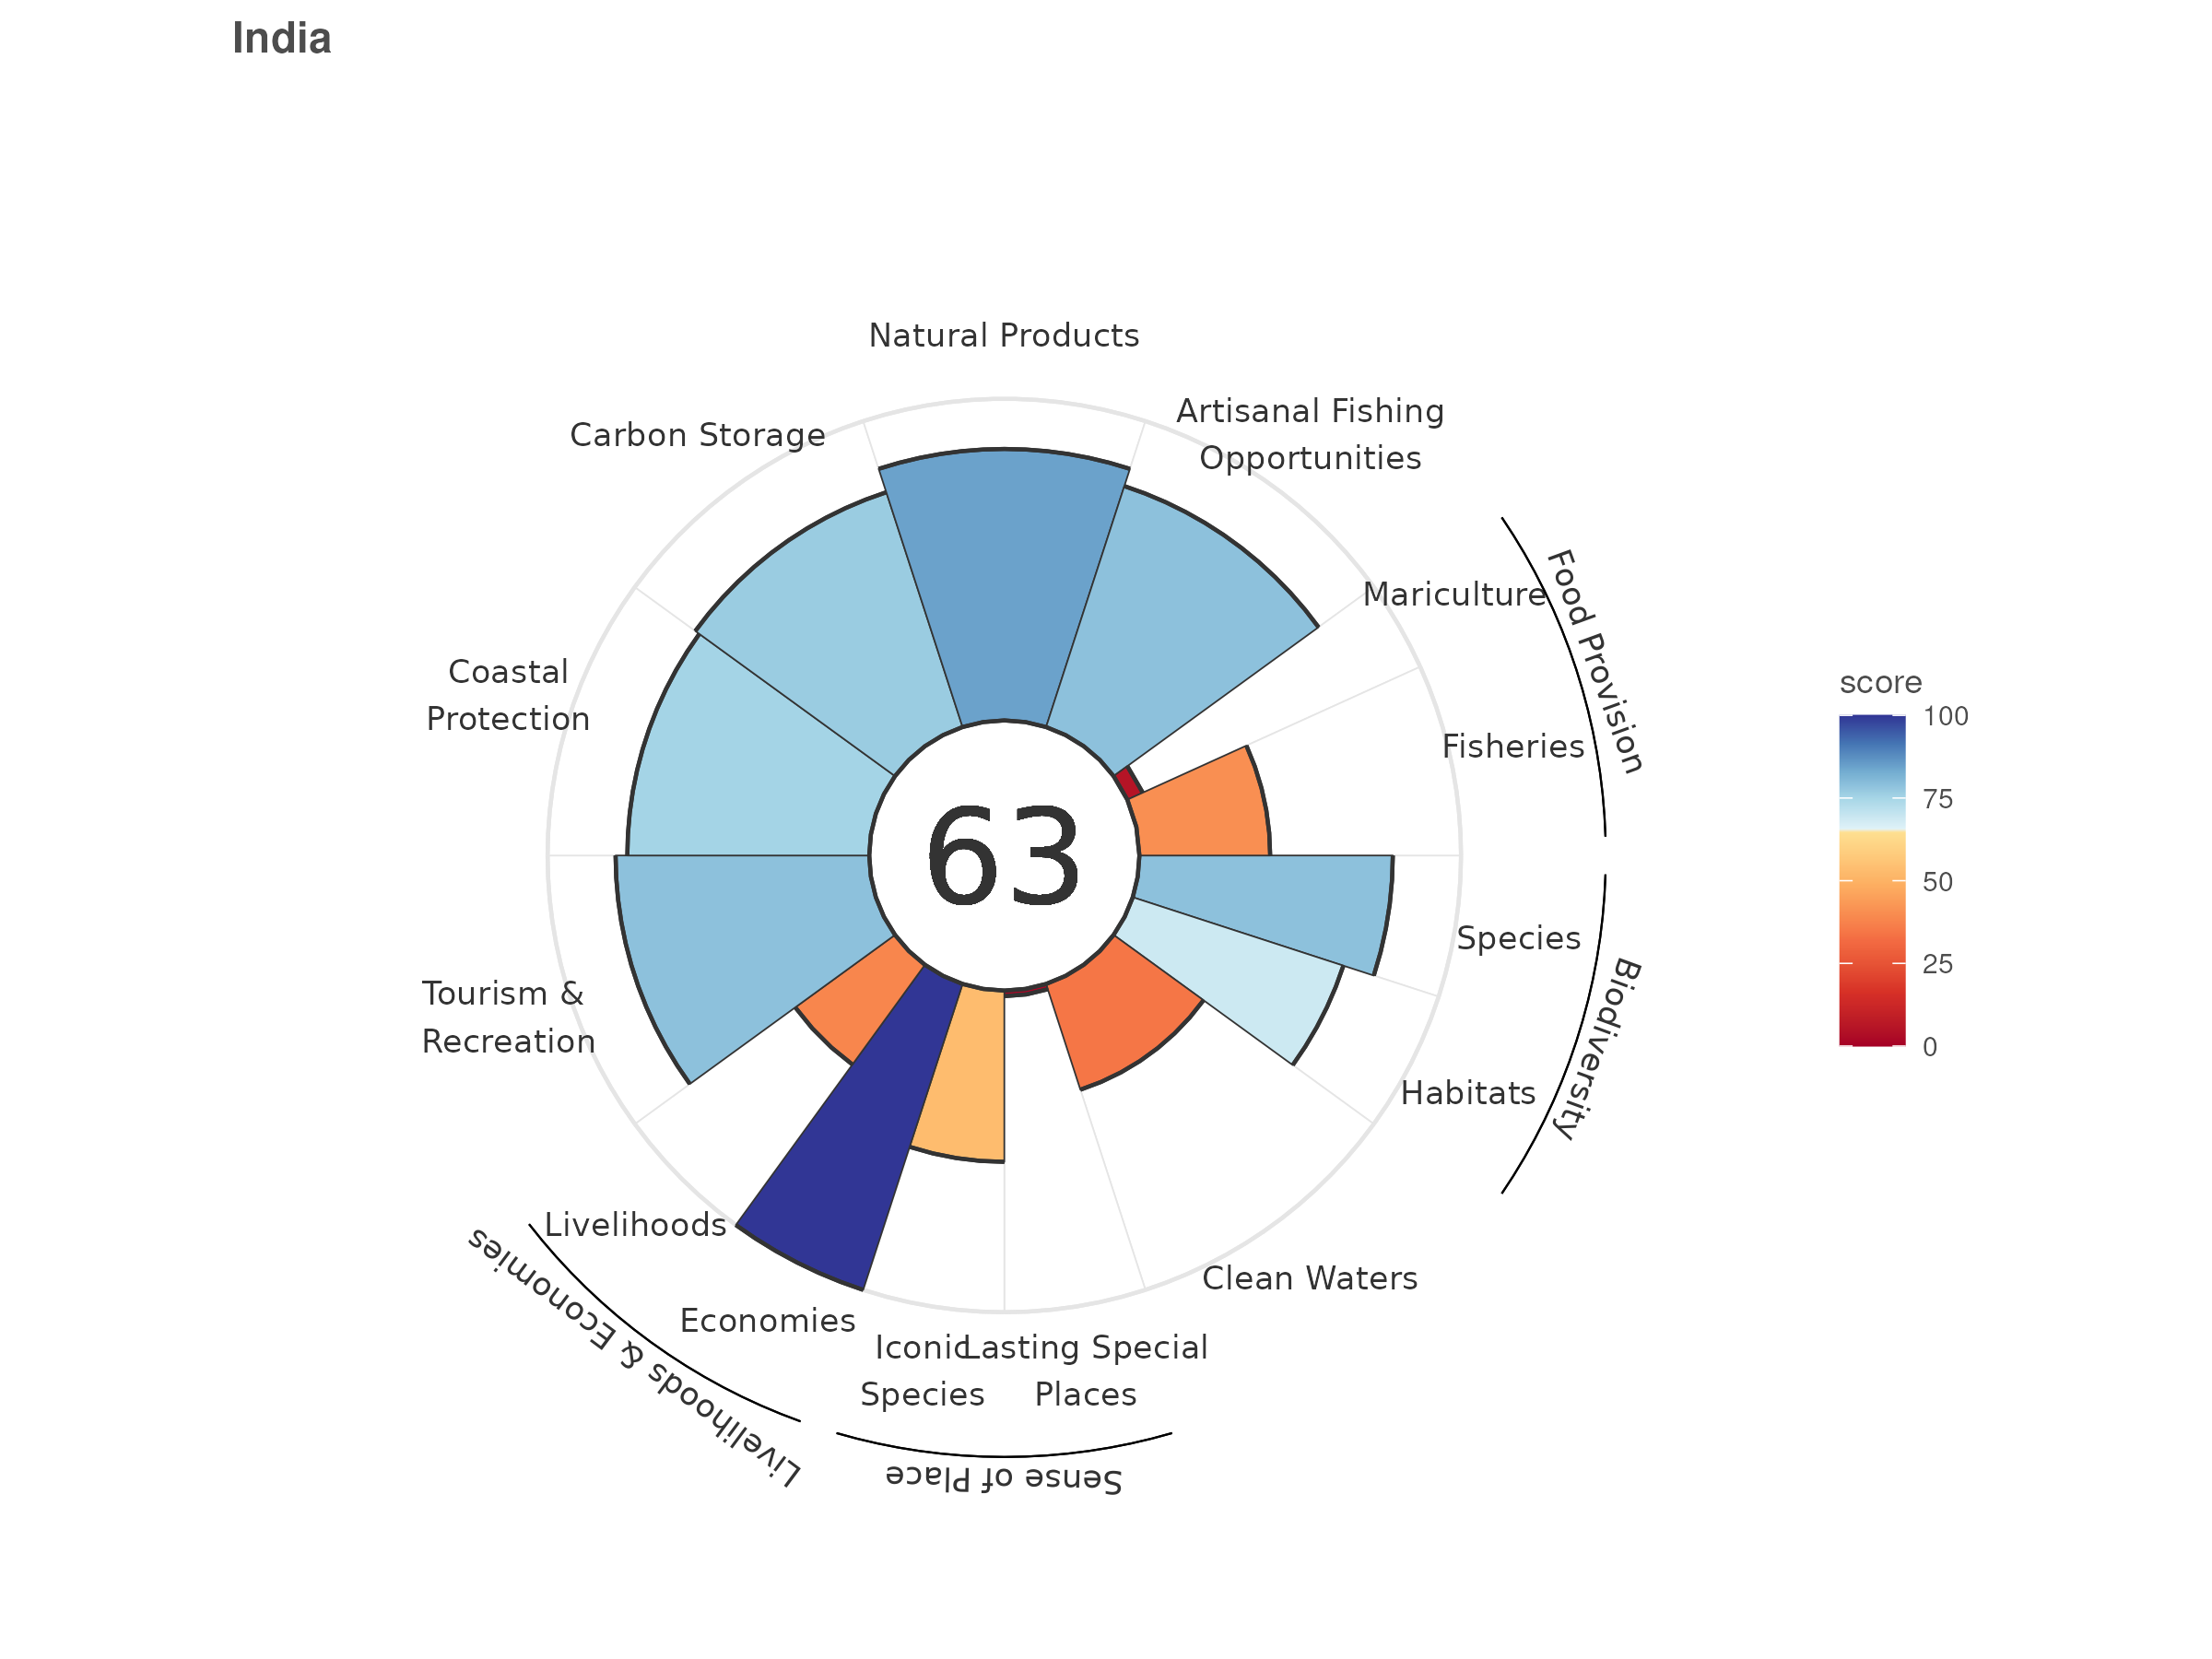 India
Natural Products
Artisanal Fishing
Opportunities
Carbon Storage
Mariculture
Food Provision
Fisheries
Coastal
Protection
63
Species
Biodiversity
Habitats
Tourism &
Recreation
Clean Waters
Livelihoods
Economies
Livelihoods & Economies
Iconic
Species
Lasting Special
Places
Sense of Place
score
100
75
50
25
0